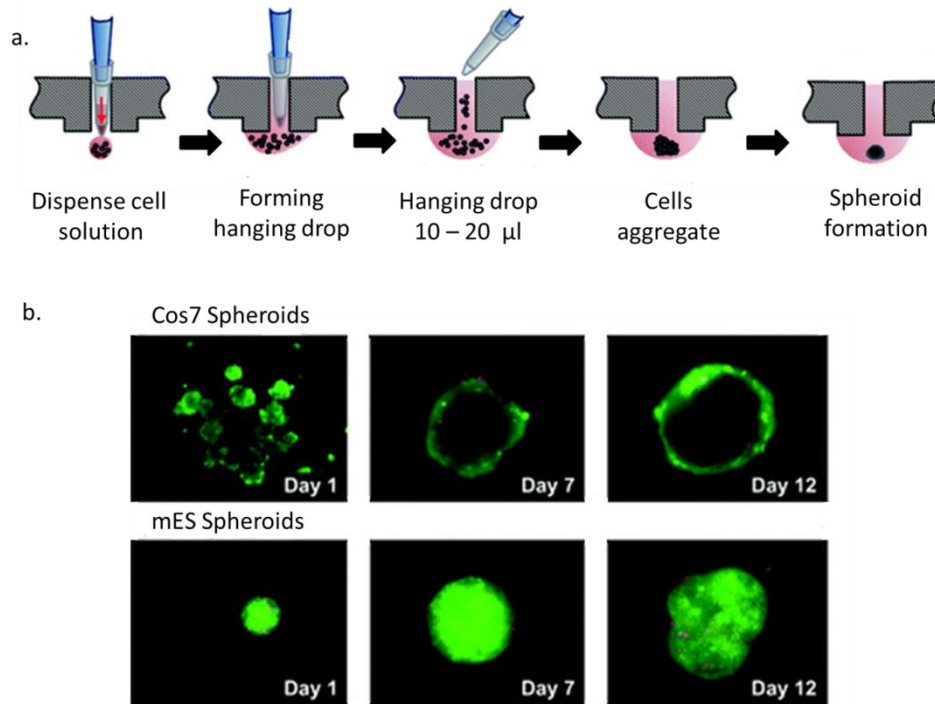 a.
Dispense cell
solution
Forming
hanging drop
Hanging drop
10 – 20 µl
Cells
aggregate
Spheroid
formation
b.
Cos7 Spheroids
Day 1
Day 7
Day 12
mES Spheroids
Day 1
Day 7
Day 12